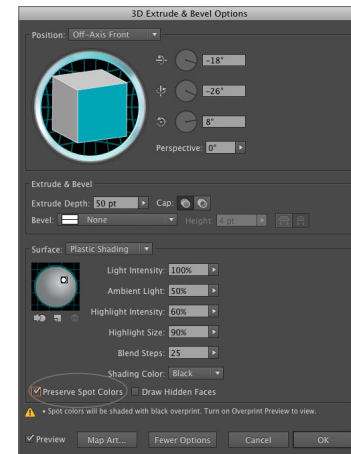 3D Extrude & Bevel Options
Position: Off-Axis Front
-18°
-26°
8°
Perspective: 0°
Extrude & Bevel
Extrude Depth: 50 pt Cap:
Bevel: None Height: 4 pt
Surface: Plastic Shading
Light Intensity: 100%
Ambient Light: 50%
Highlight Intensity: 60%
Highlight Size: 90%
Blend Steps: 25
Shading Color: Black
Preserve Spot Colors Draw Hidden Faces
• Spot colors will be shaded with black overprint. Turn on Overprint Preview to view.
Preview Map Art... Fewer Options Cancel OK